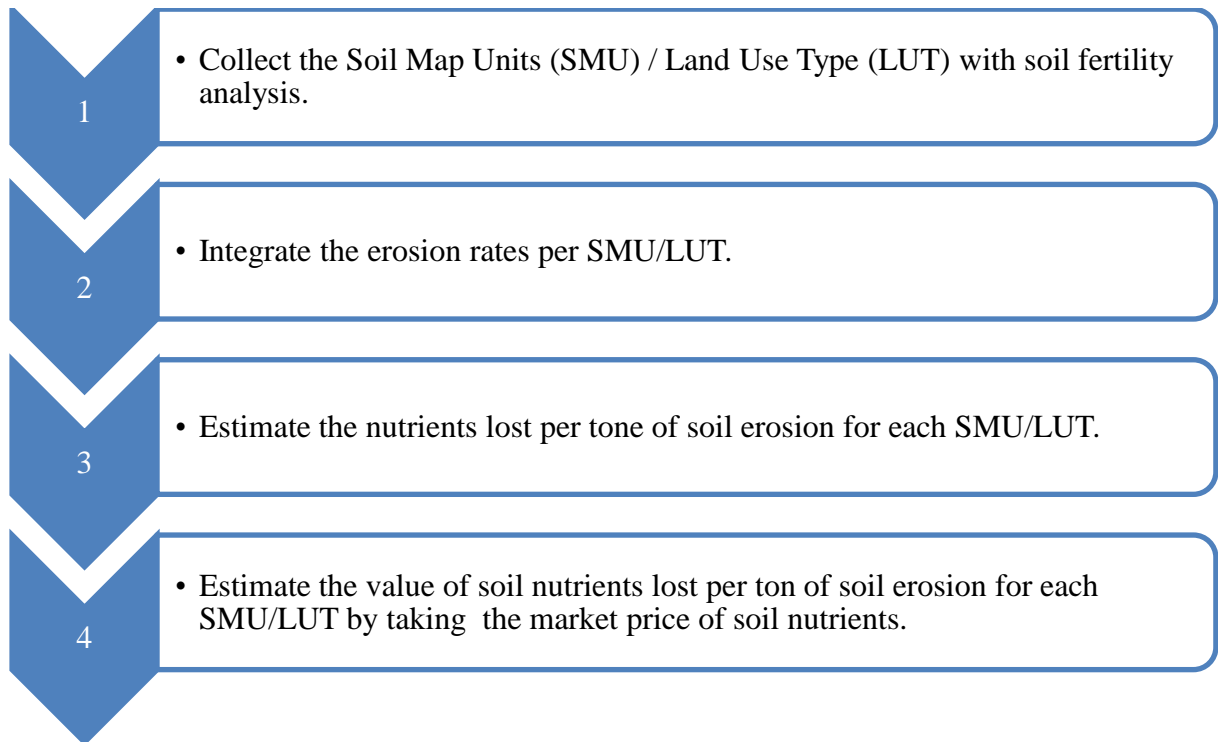 1
• Collect the Soil Map Units (SMU) / Land Use Type (LUT) with soil fertility
analysis.
2
• Integrate the erosion rates per SMU/LUT.
3
• Estimate the nutrients lost per tone of soil erosion for each SMU/LUT.
4
• Estimate the value of soil nutrients lost per ton of soil erosion for each
SMU/LUT by taking  the market price of soil nutrients.